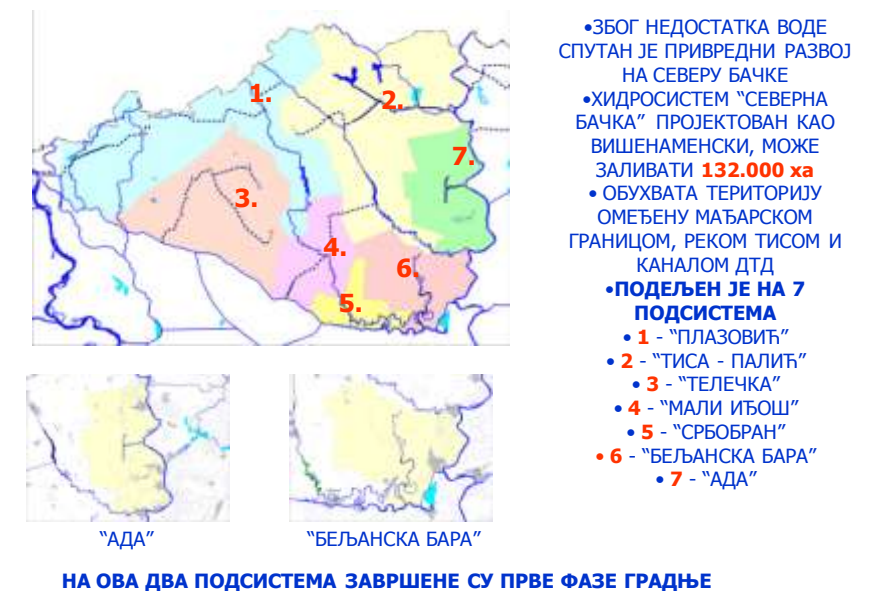 •ЗБОГ НЕДОСТАТКА ВОДЕ
СПУТАН ЈЕ ПРИВРЕДНИ РАЗВОЈ
НА СЕВЕРУ БАЧКЕ
•ХИДРОСИСТЕМ “СЕВЕРНА
БАЧКА” ПРОЈЕКТОВАН КАО
ВИШЕНАМЕНСКИ, МОЖЕ
ЗАЛИВАТИ 132.000 ха
• ОБУХВАТА ТЕРИТОРИЈУ
ОМЕЂЕНУ МАЂАРСКОМ
ГРАНИЦОМ, РЕКОМ ТИСОМ И
КАНАЛОМ ДТД
•ПОДЕЉЕН ЈЕ НА 7
ПОДСИСТЕМА
• 1 - “ПЛАЗОВИЋ”
• 2 - “ТИСА - ПАЛИЋ”
• 3 - “ТЕЛЕЧКА”
• 4 - “МАЛИ ИЂОШ”
• 5 - “СРБОБРАН”
• 6 - “БЕЉАНСКА БАРА”
• 7 - “АДА”
1.
2.
7.
3.
4.
6.
5.
“АДА”
“БЕЉАНСКА БАРА”
НА ОВА ДВА ПОДСИСТЕМА ЗАВРШЕНЕ СУ ПРВЕ ФАЗЕ ГРАДЊЕ